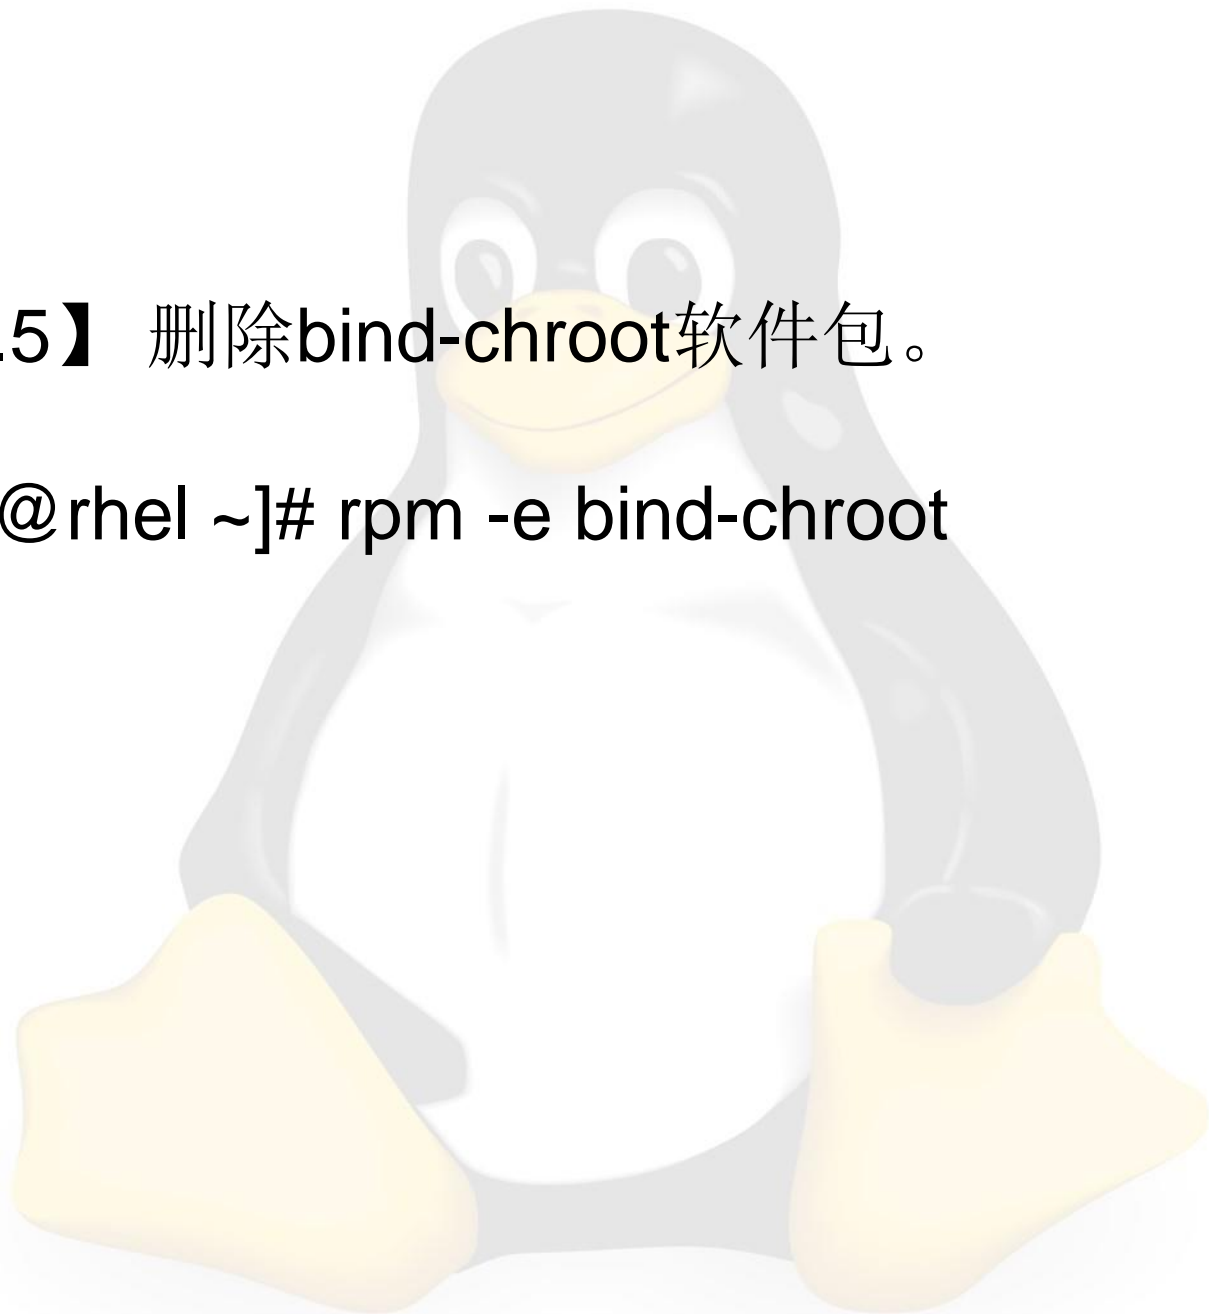 .5】 删除bind-chroot软件包。
@rhel ~]# rpm -e bind-chroot